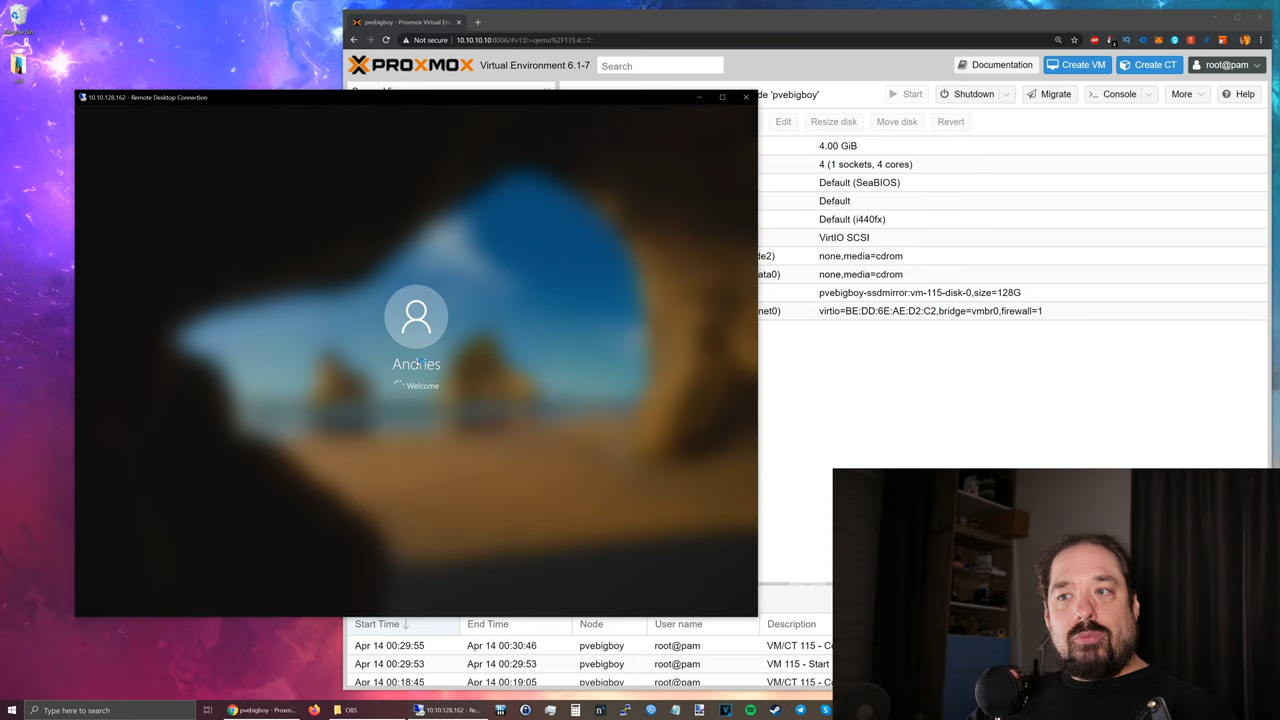 Recycle Bin
pvebigboy - Proxmox Virtual En
Not secure
10.10.10.10:8006/#v1:0:=qemu%2F115:4:::7::
PROXMOX
Virtual Environment 6.1-7
Search
Documentation
Create VM
Create CT
root@pam
10.10.128.162 - Remote Desktop Connection
de 'pvebigboy'
Start
Shutdown
Migrate
>_ Console
More
Help
Edit
Resize disk
Move disk
Revert
4.00 GiB
4 (1 sockets, 4 cores)
Default (SeaBIOS)
Default
Default (i440fx)
VirtIO SCSI
de2)
none,media=cdrom
ata0)
none,media=cdrom
pvebigboy-ssdmirror:vm-115-disk-0,size=128G
net0)
virtio=BE:DD:6E:AE:D2:C2,bridge=vmbr0,firewall=1
Andries
Welcome
Start Time
End Time
Node
User name
Description
Apr 14 00:29:55
Apr 14 00:30:46
pvebigboy
root@pam
VM/CT 115 - C
Apr 14 00:29:53
Apr 14 00:29:53
pvebigboy
root@pam
VM 115 - Start
Apr 14 00:18:45
Apr 14 00:19:05
pvebigboy
root@pam
VM/CT 115 - C
Type here to search
pvebigboy - Proxm...
OBS
10.10.128.162 - Re...